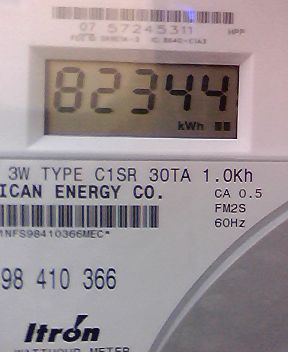 07 57245311 HPP
82344
kWh
3W TYPE C1SR 30TA 1.0Kh
ICAN ENERGY CO.
CA 0.5
FM2S
60Hz
1NFS98410366MEC*
98 410 366
Itron
WATTHOUR METER